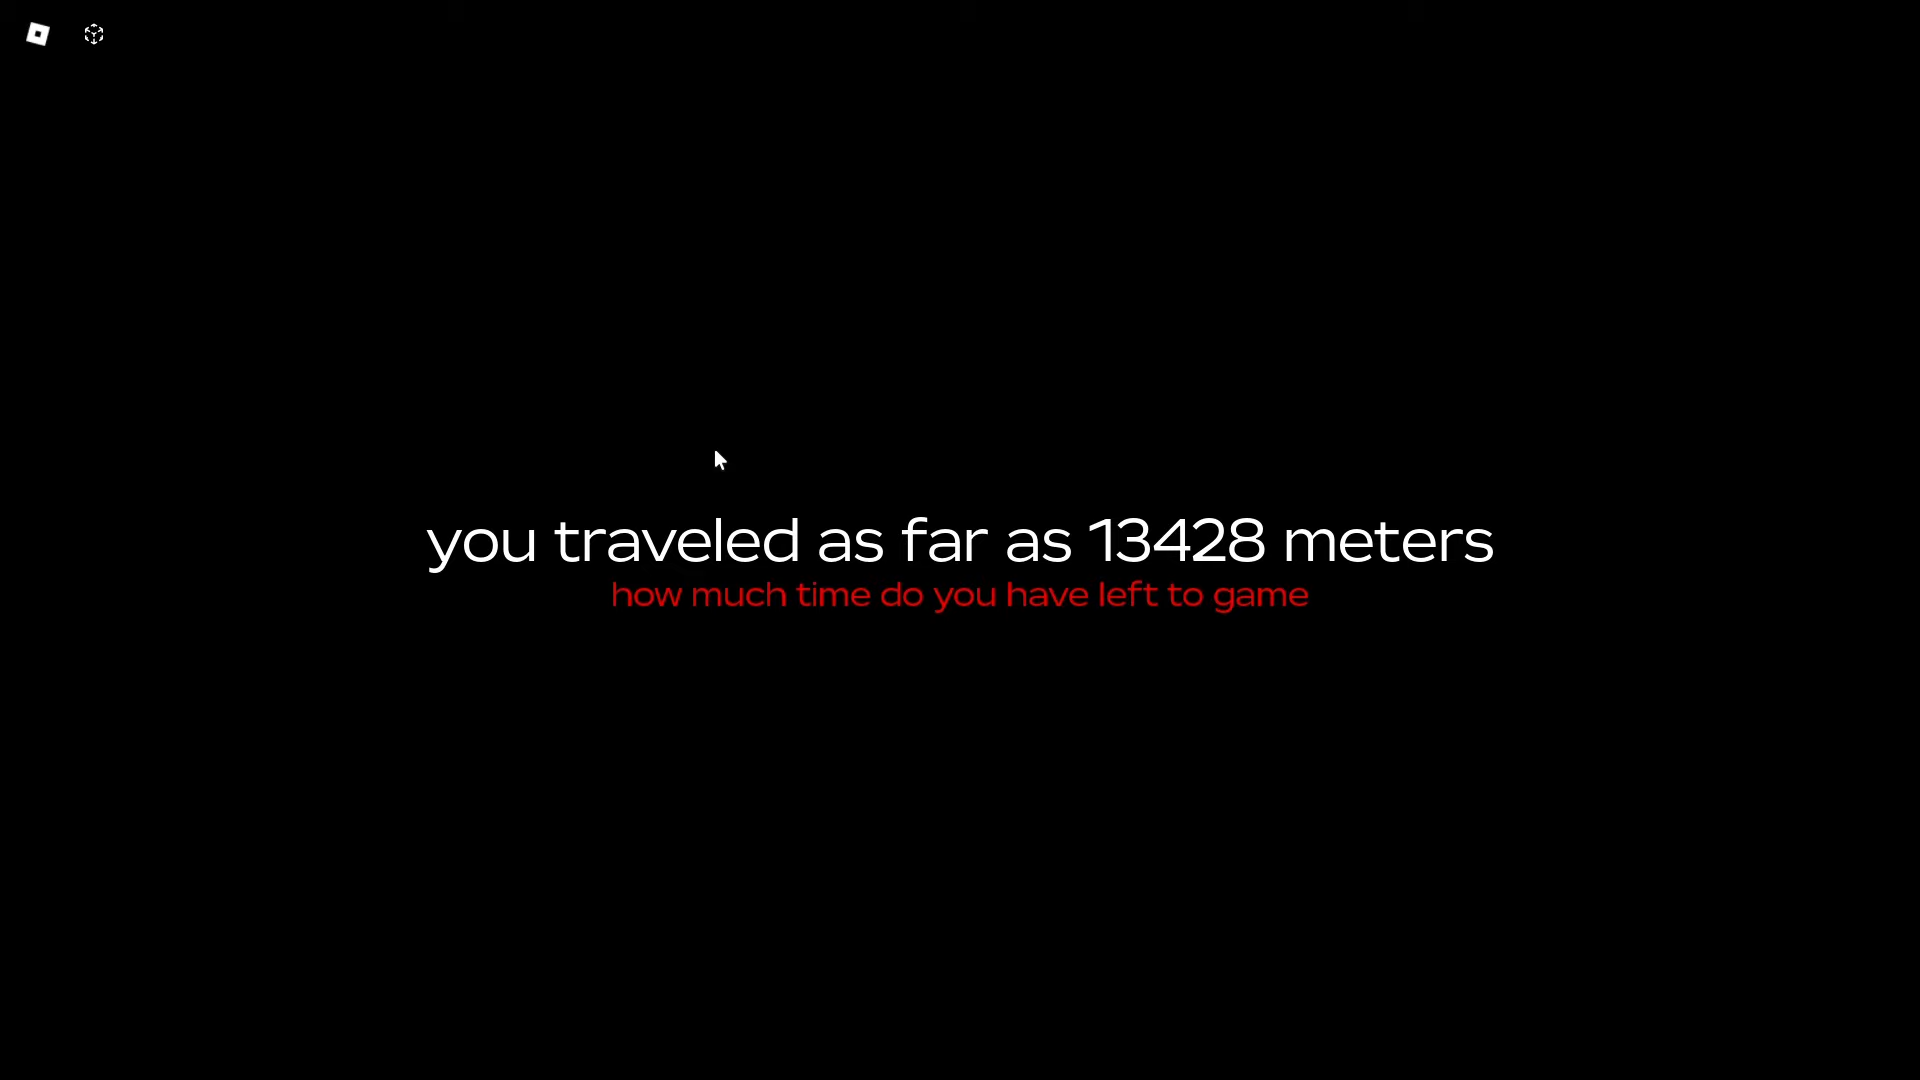 you traveled as far as 13428 meters
how much time do you have left to game